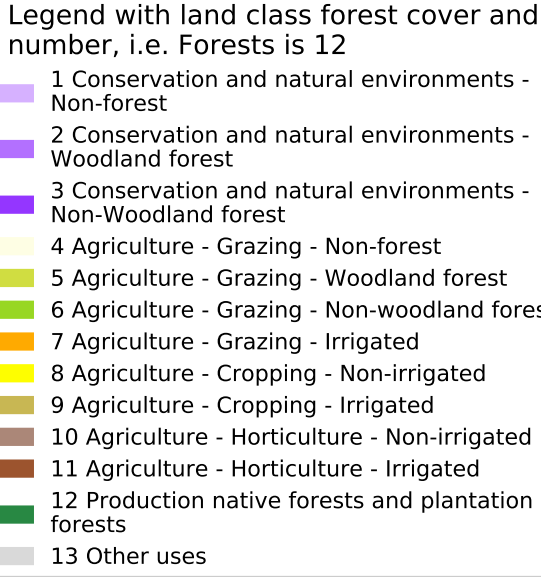 Legend with land class forest cover and
number, i.e. Forests is 12
1 Conservation and natural environments -
Non-forest
2 Conservation and natural environments -
Woodland forest
3 Conservation and natural environments -
Non-Woodland forest
4 Agriculture - Grazing - Non-forest
5 Agriculture - Grazing - Woodland forest
6 Agriculture - Grazing - Non-woodland fores
7 Agriculture - Grazing - Irrigated
8 Agriculture - Cropping - Non-irrigated
9 Agriculture - Cropping - Irrigated
10 Agriculture - Horticulture - Non-irrigated
11 Agriculture - Horticulture - Irrigated
12 Production native forests and plantation
forests
13 Other uses